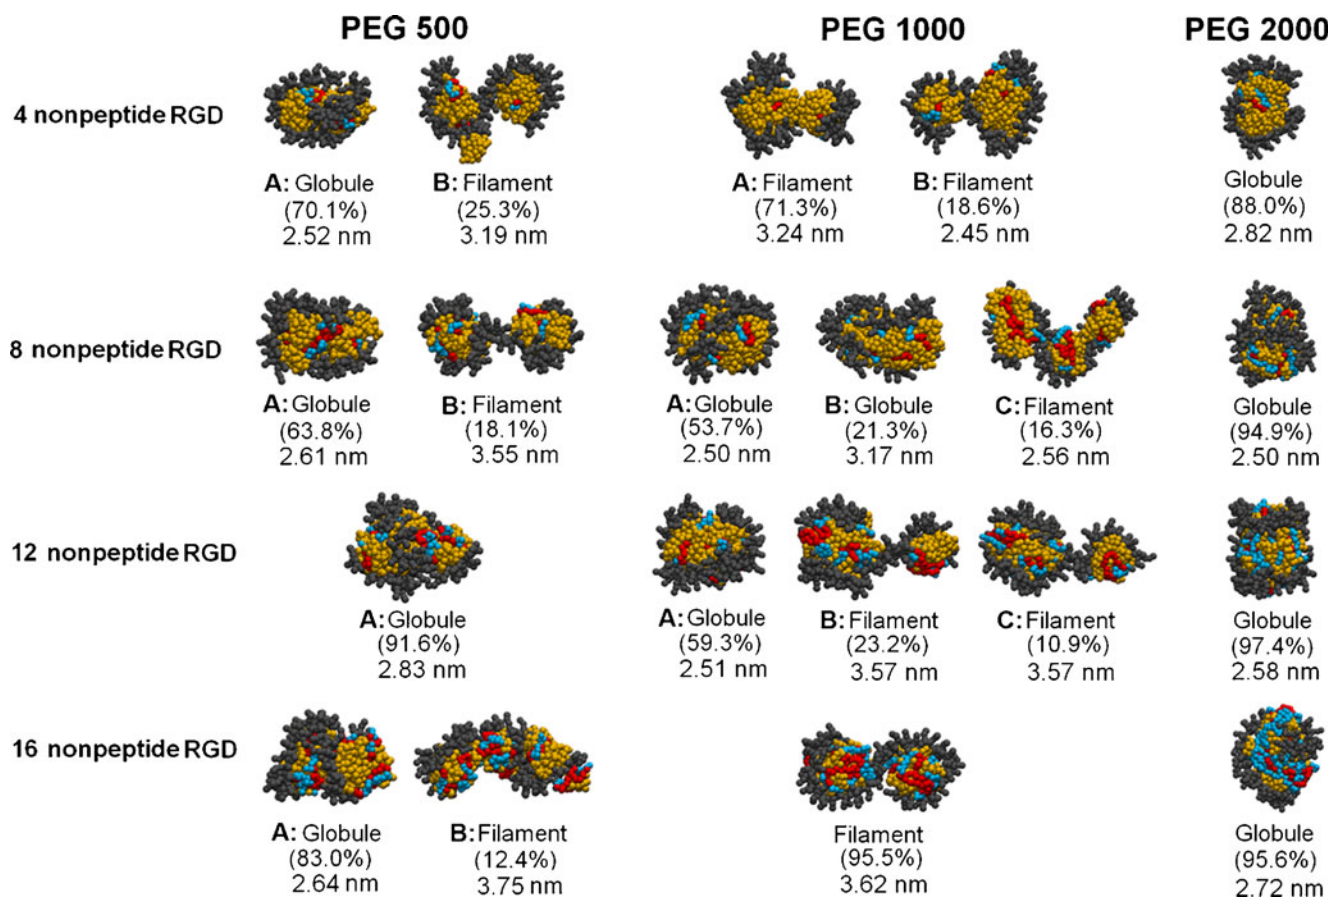 PEG 500
PEG 1000
PEG 2000
4 nonpeptide RGD
A: Globule
(70.1%)
2.52 nm
B: Filament
(25.3%)
3.19 nm
A: Filament
(71.3%)
3.24 nm
B: Filament
(18.6%)
2.45 nm
Globule
(88.0%)
2.82 nm
8 nonpeptide RGD
A: Globule
(63.8%)
2.61 nm
B: Filament
(18.1%)
3.55 nm
A: Globule
(53.7%)
2.50 nm
B: Globule
(21.3%)
3.17 nm
C: Filament
(16.3%)
2.56 nm
Globule
(94.9%)
2.50 nm
12 nonpeptide RGD
A: Globule
(91.6%)
2.83 nm
A: Globule
(59.3%)
2.51 nm
B: Filament
(23.2%)
3.57 nm
C: Filament
(10.9%)
3.57 nm
Globule
(97.4%)
2.58 nm
16 nonpeptide RGD
A: Globule
(83.0%)
2.64 nm
B: Filament
(12.4%)
3.75 nm
Filament
(95.5%)
3.62 nm
Globule
(95.6%)
2.72 nm